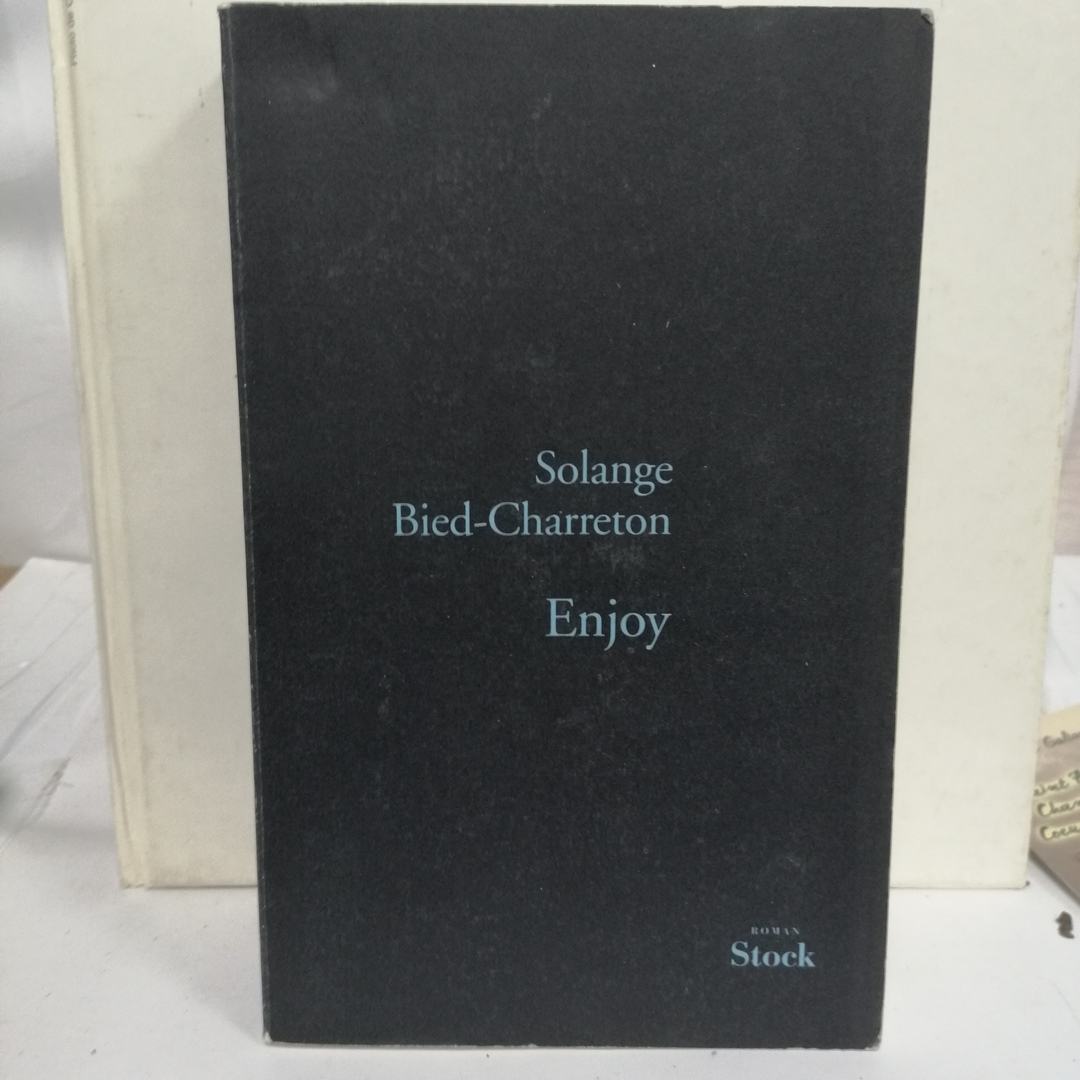 Solange
Bied-Charreton
Enjoy
ROMAN
Stock